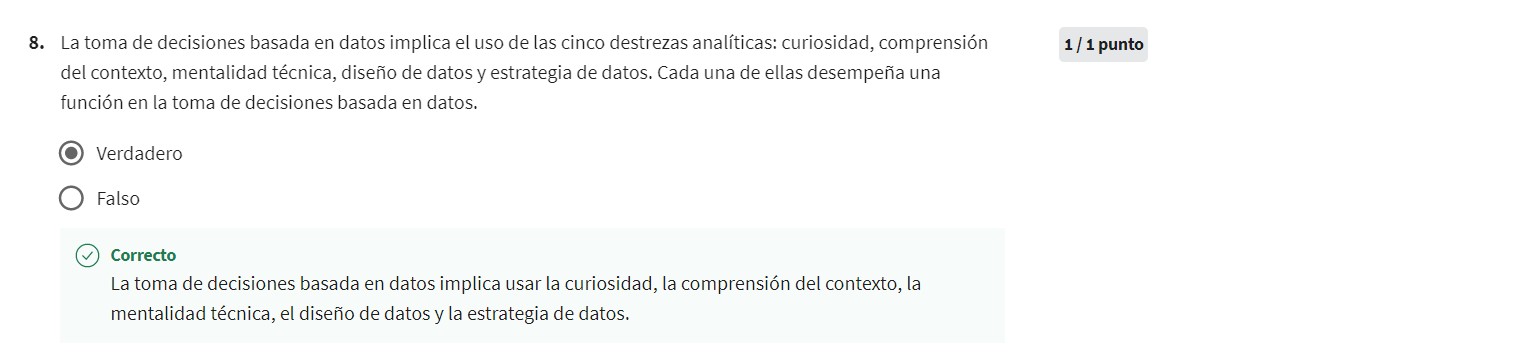 8. La toma de decisiones basada en datos implica el uso de las cinco destrezas analíticas: curiosidad, comprensión
del contexto, mentalidad técnica, diseño de datos y estrategia de datos. Cada una de ellas desempeña una
función en la toma de decisiones basada en datos.
1 / 1 punto
Verdadero
Falso
Correcto
La toma de decisiones basada en datos implica usar la curiosidad, la comprensión del contexto, la
mentalidad técnica, el diseño de datos y la estrategia de datos.